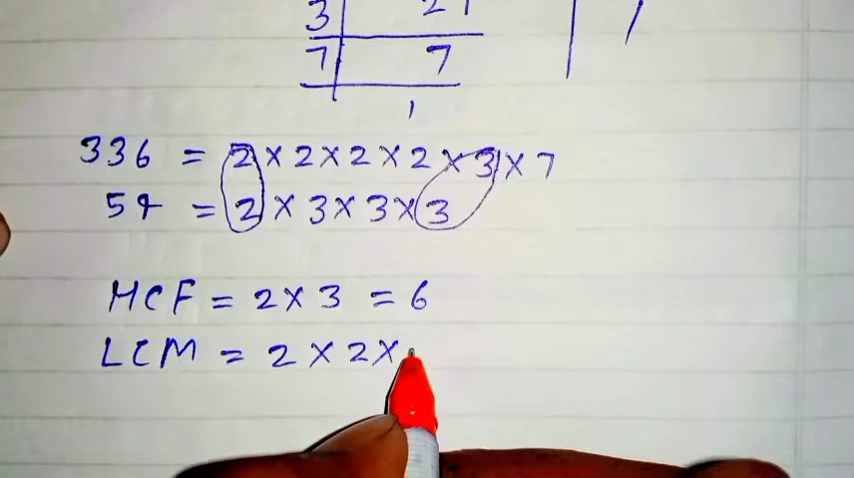 3 | 21
7 | 7
1
336 = 2 × 2 × 2 × 2 × 3 × 7
54 = 2 × 3 × 3 × 3
HCF = 2 × 3 = 6
LCM = 2 × 2 ×